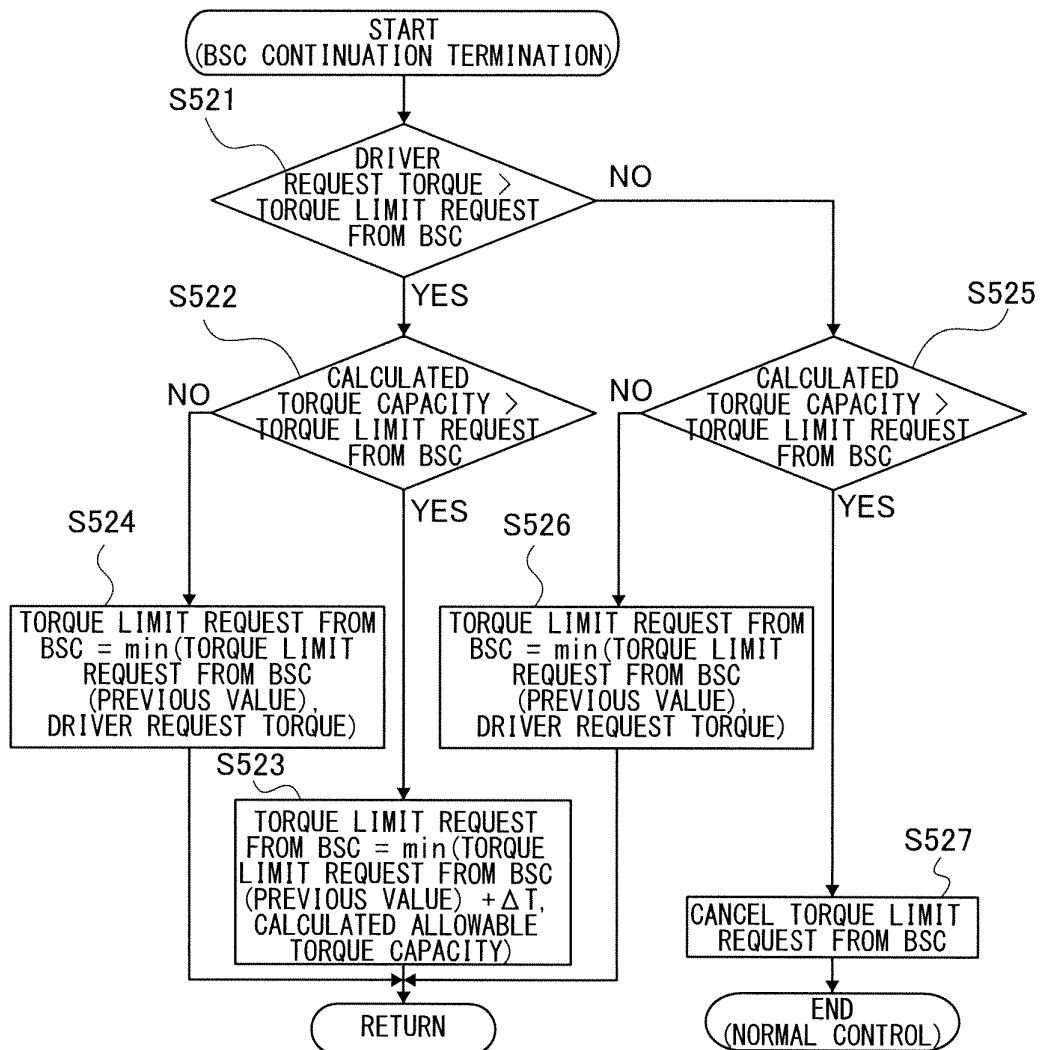 START
(BSC CONTINUATION TERMINATION)
S521
DRIVER
REQUEST TORQUE >
TORQUE LIMIT REQUEST
FROM BSC
NO
YES
S522
CALCULATED
TORQUE CAPACITY >
TORQUE LIMIT REQUEST
FROM BSC
NO
YES
S525
CALCULATED
TORQUE CAPACITY >
TORQUE LIMIT REQUEST
FROM BSC
NO
YES
S524
TORQUE LIMIT REQUEST FROM
BSC = min(TORQUE LIMIT
REQUEST FROM BSC
(PREVIOUS VALUE),
DRIVER REQUEST TORQUE)
S526
TORQUE LIMIT REQUEST FROM
BSC = min(TORQUE LIMIT
REQUEST FROM BSC
(PREVIOUS VALUE),
DRIVER REQUEST TORQUE)
S523
TORQUE LIMIT REQUEST
FROM BSC = min(TORQUE
LIMIT REQUEST FROM BSC
(PREVIOUS VALUE) +ΔT,
CALCULATED ALLOWABLE
TORQUE CAPACITY)
S527
CANCEL TORQUE LIMIT
REQUEST FROM BSC
RETURN
END
(NORMAL CONTROL)